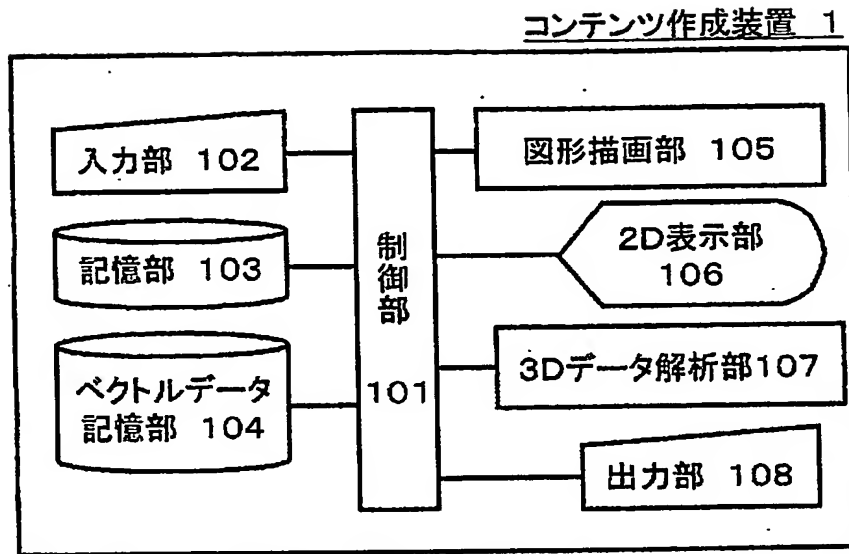 コンテンツ作成装置 1
入力部 102
記憶部 103
ベクトルデータ
記憶部 104
制御部
101
図形描画部 105
2D表示部
106
3Dデータ解析部107
出力部 108